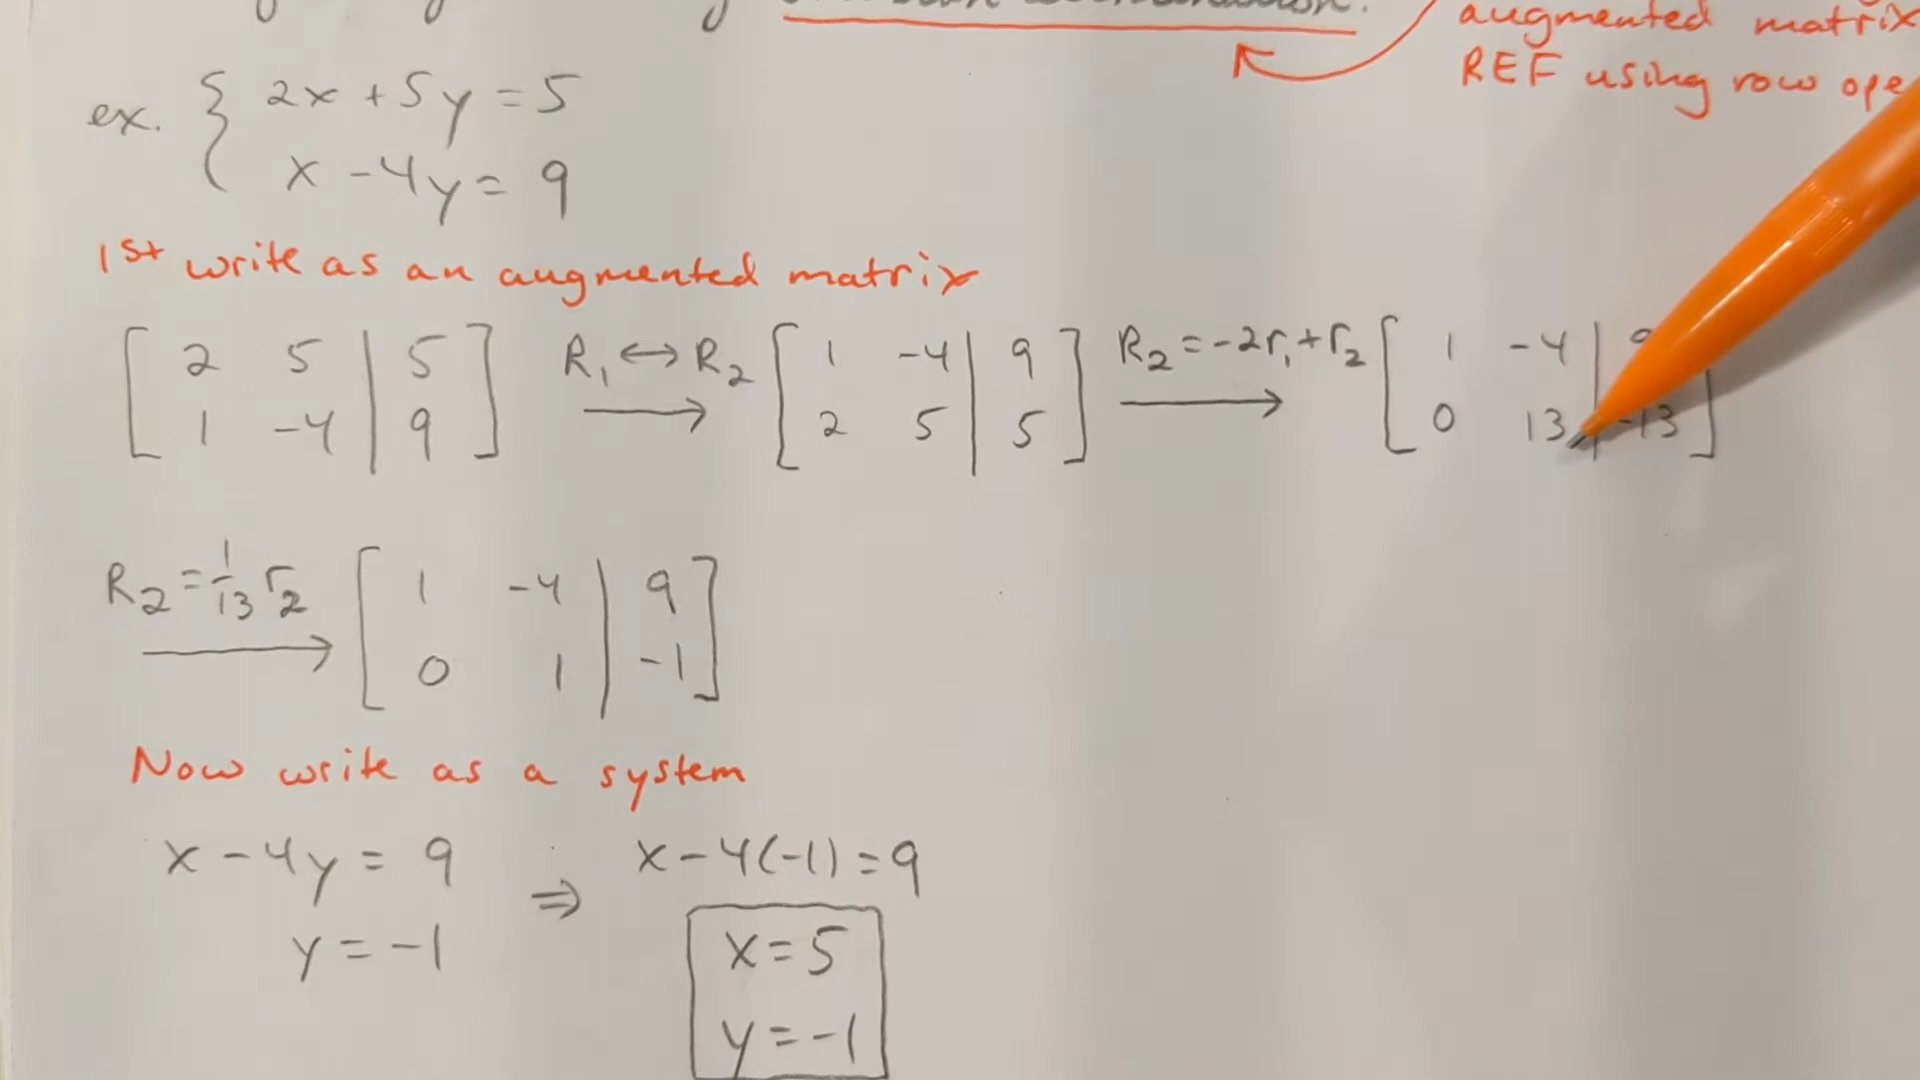 augmented matrix
REF using row ope
ex. { 2x + 5y = 5
x - 4y = 9
1st write as an augmented matrix
[ 2 5 | 5 ] R₁ ↔ R₂ [ 1 -4 | 9 ] R₂ = -2r₁ + r₂ [ 1 -4 | 9
[ 1 -4 | 9 ] → [ 2 5 | 5 ] → [ 0 13 | -13 ]
R₂ = 1/13 r₂ [ 1 -4 | 9 ]
→ [ 0 1 | -1 ]
Now write as a system
x - 4y = 9 ⇒ x - 4(-1) = 9
y = -1 x = 5
y = -1